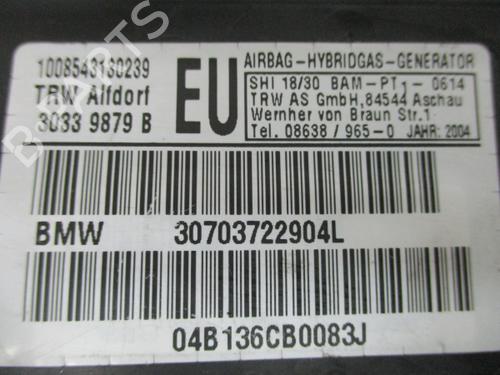 1008543130239
TRW Alfdorf
3033 9879 B
EU
AIRBAG-HYBRIDGAS-GENERATOR
SHI 18/30 BAM-PT1-0614
TRW AS GmbH,84544 Aschau
Wernher von Braun Str.1
Tel. 08638/965-0 JAHR: 2004
BMW 30703722904L
04B136CB0083J